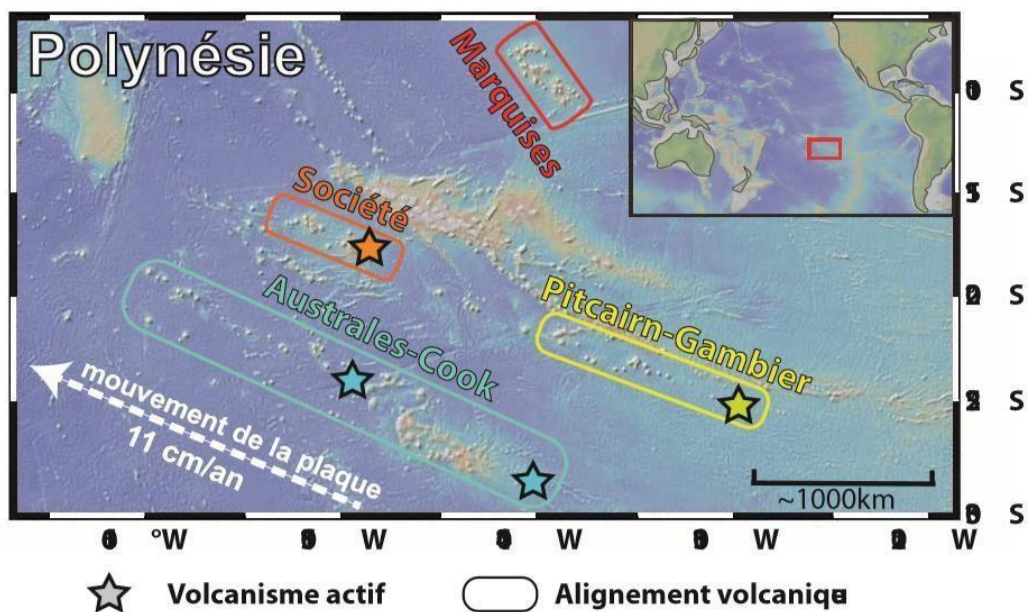 Polynésie
Marquises
Société
Australes-Cook
Pitcairn-Gambier
mouvement de la plaque
11 cm/an
~1000km
S
S
S
S
S
°W
W
W
W
W
Volcanisme actif
Alignement volcanique